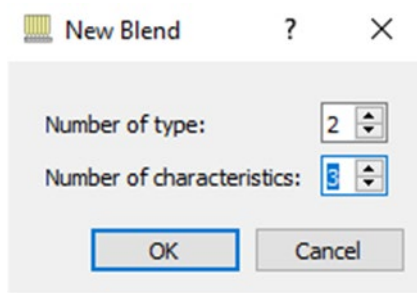 New Blend ?
Number of type: 2
Number of characteristics: 3
OK Cancel